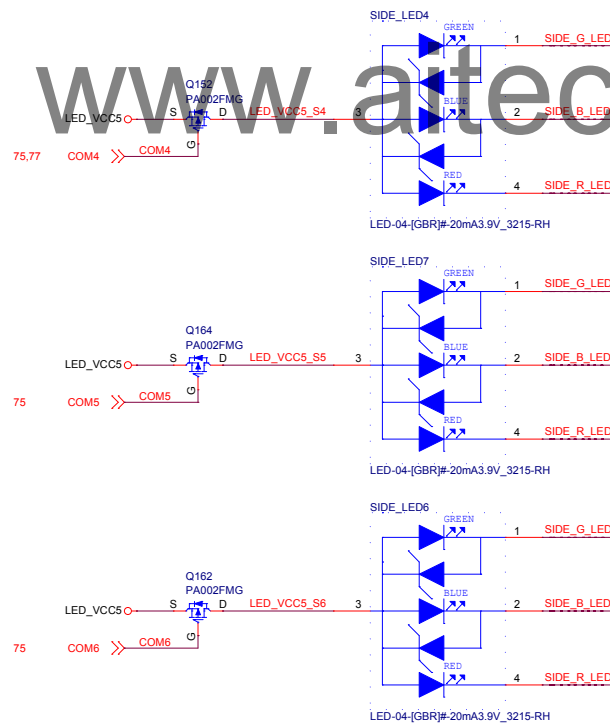 SIDE_LED4
GREEN
1 SIDE_G_LED
www.aitec
Q152
PA002FMG
LED_VCC5 S D LED_VCC5_S4 3 BLUE 2 SIDE_B_LED
G
75,77 COM4 COM4
RED
4 SIDE_R_LED
LED-04-[GBR]#-20mA3.9V_3215-RH
SIDE_LED7
GREEN
1 SIDE_G_LED
Q164
PA002FMG
LED_VCC5 S D LED_VCC5_S5 3 BLUE 2 SIDE_B_LED
G
75 COM5 COM5
RED
4 SIDE_R_LED
LED-04-[GBR]#-20mA3.9V_3215-RH
SIDE_LED6
GREEN
1 SIDE_G_LED
Q162
PA002FMG
LED_VCC5 S D LED_VCC5_S6 3 BLUE 2 SIDE_B_LED
G
75 COM6 COM6
RED
4 SIDE_R_LED
LED-04-[GBR]#-20mA3.9V_3215-RH